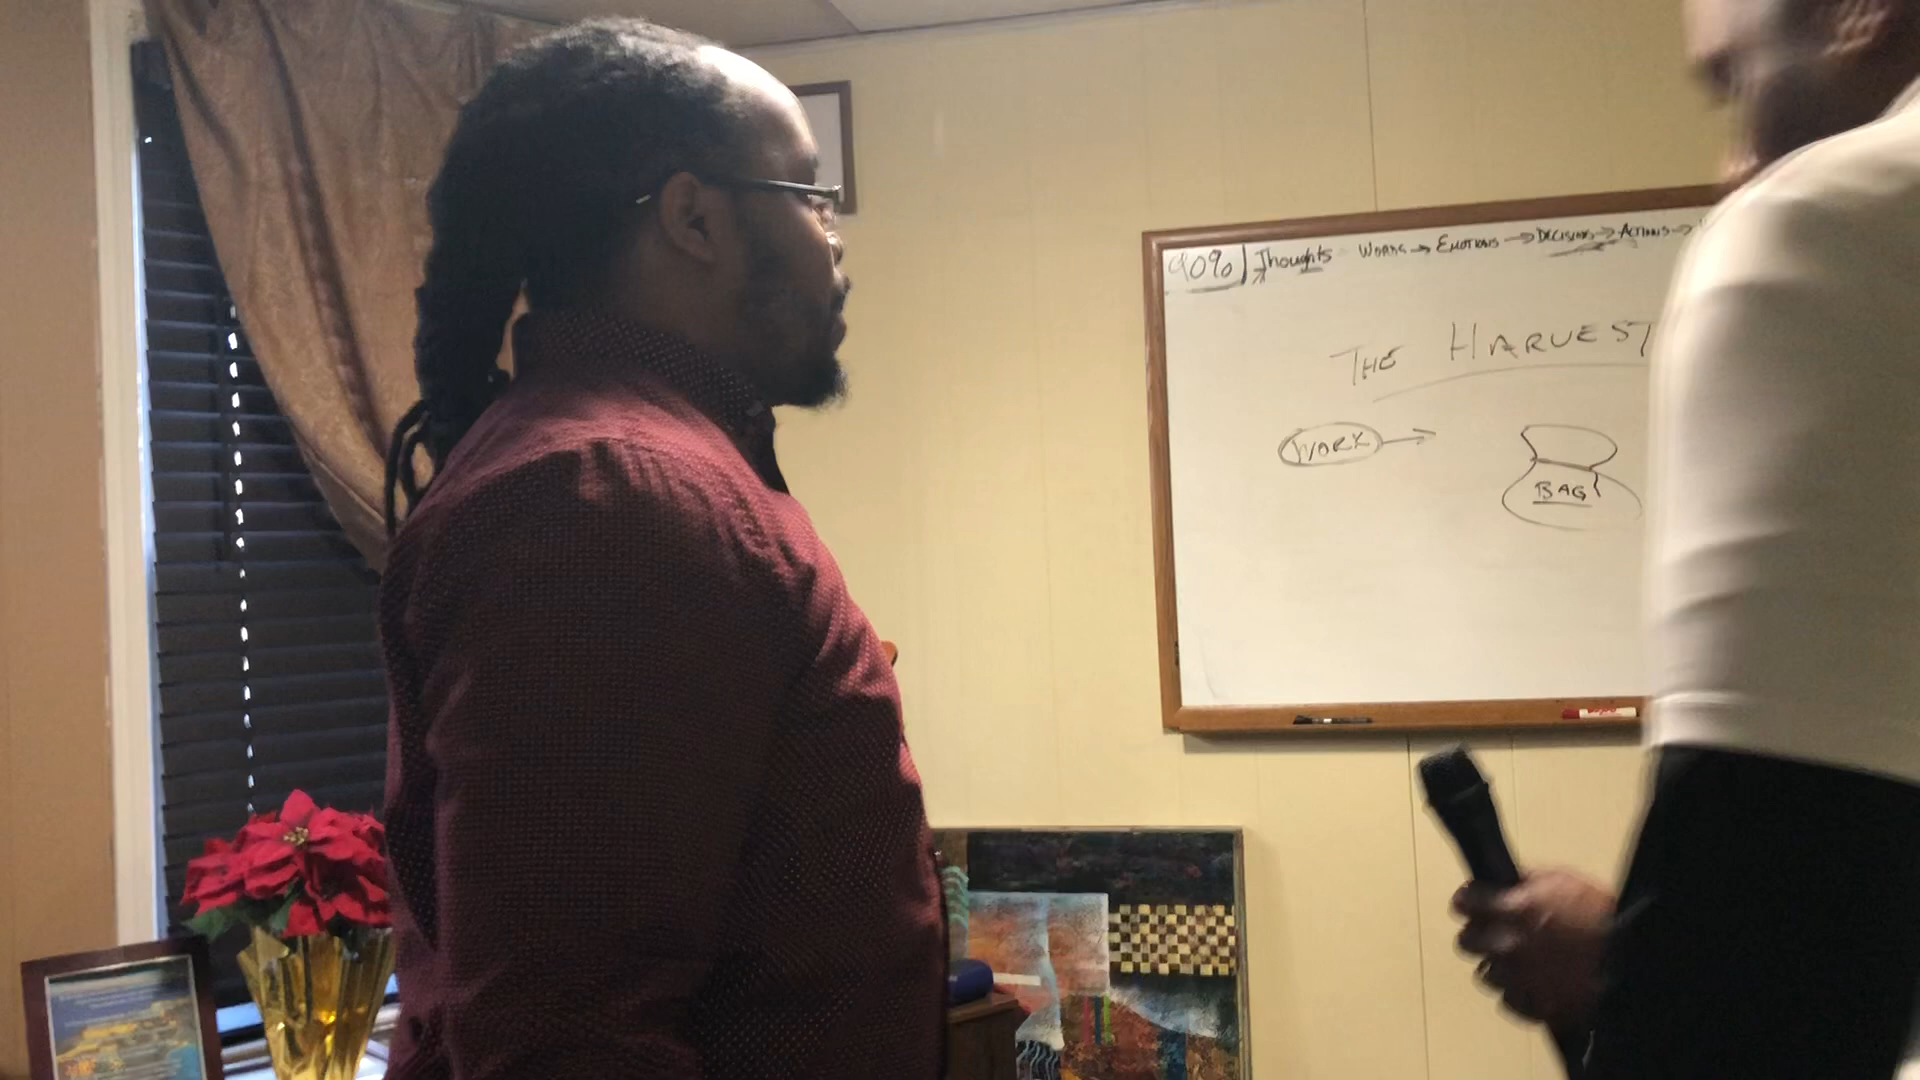 90% | Thoughts Words → Emotions → Decisions → Actions →
THE HARVEST
WORK →
BAG